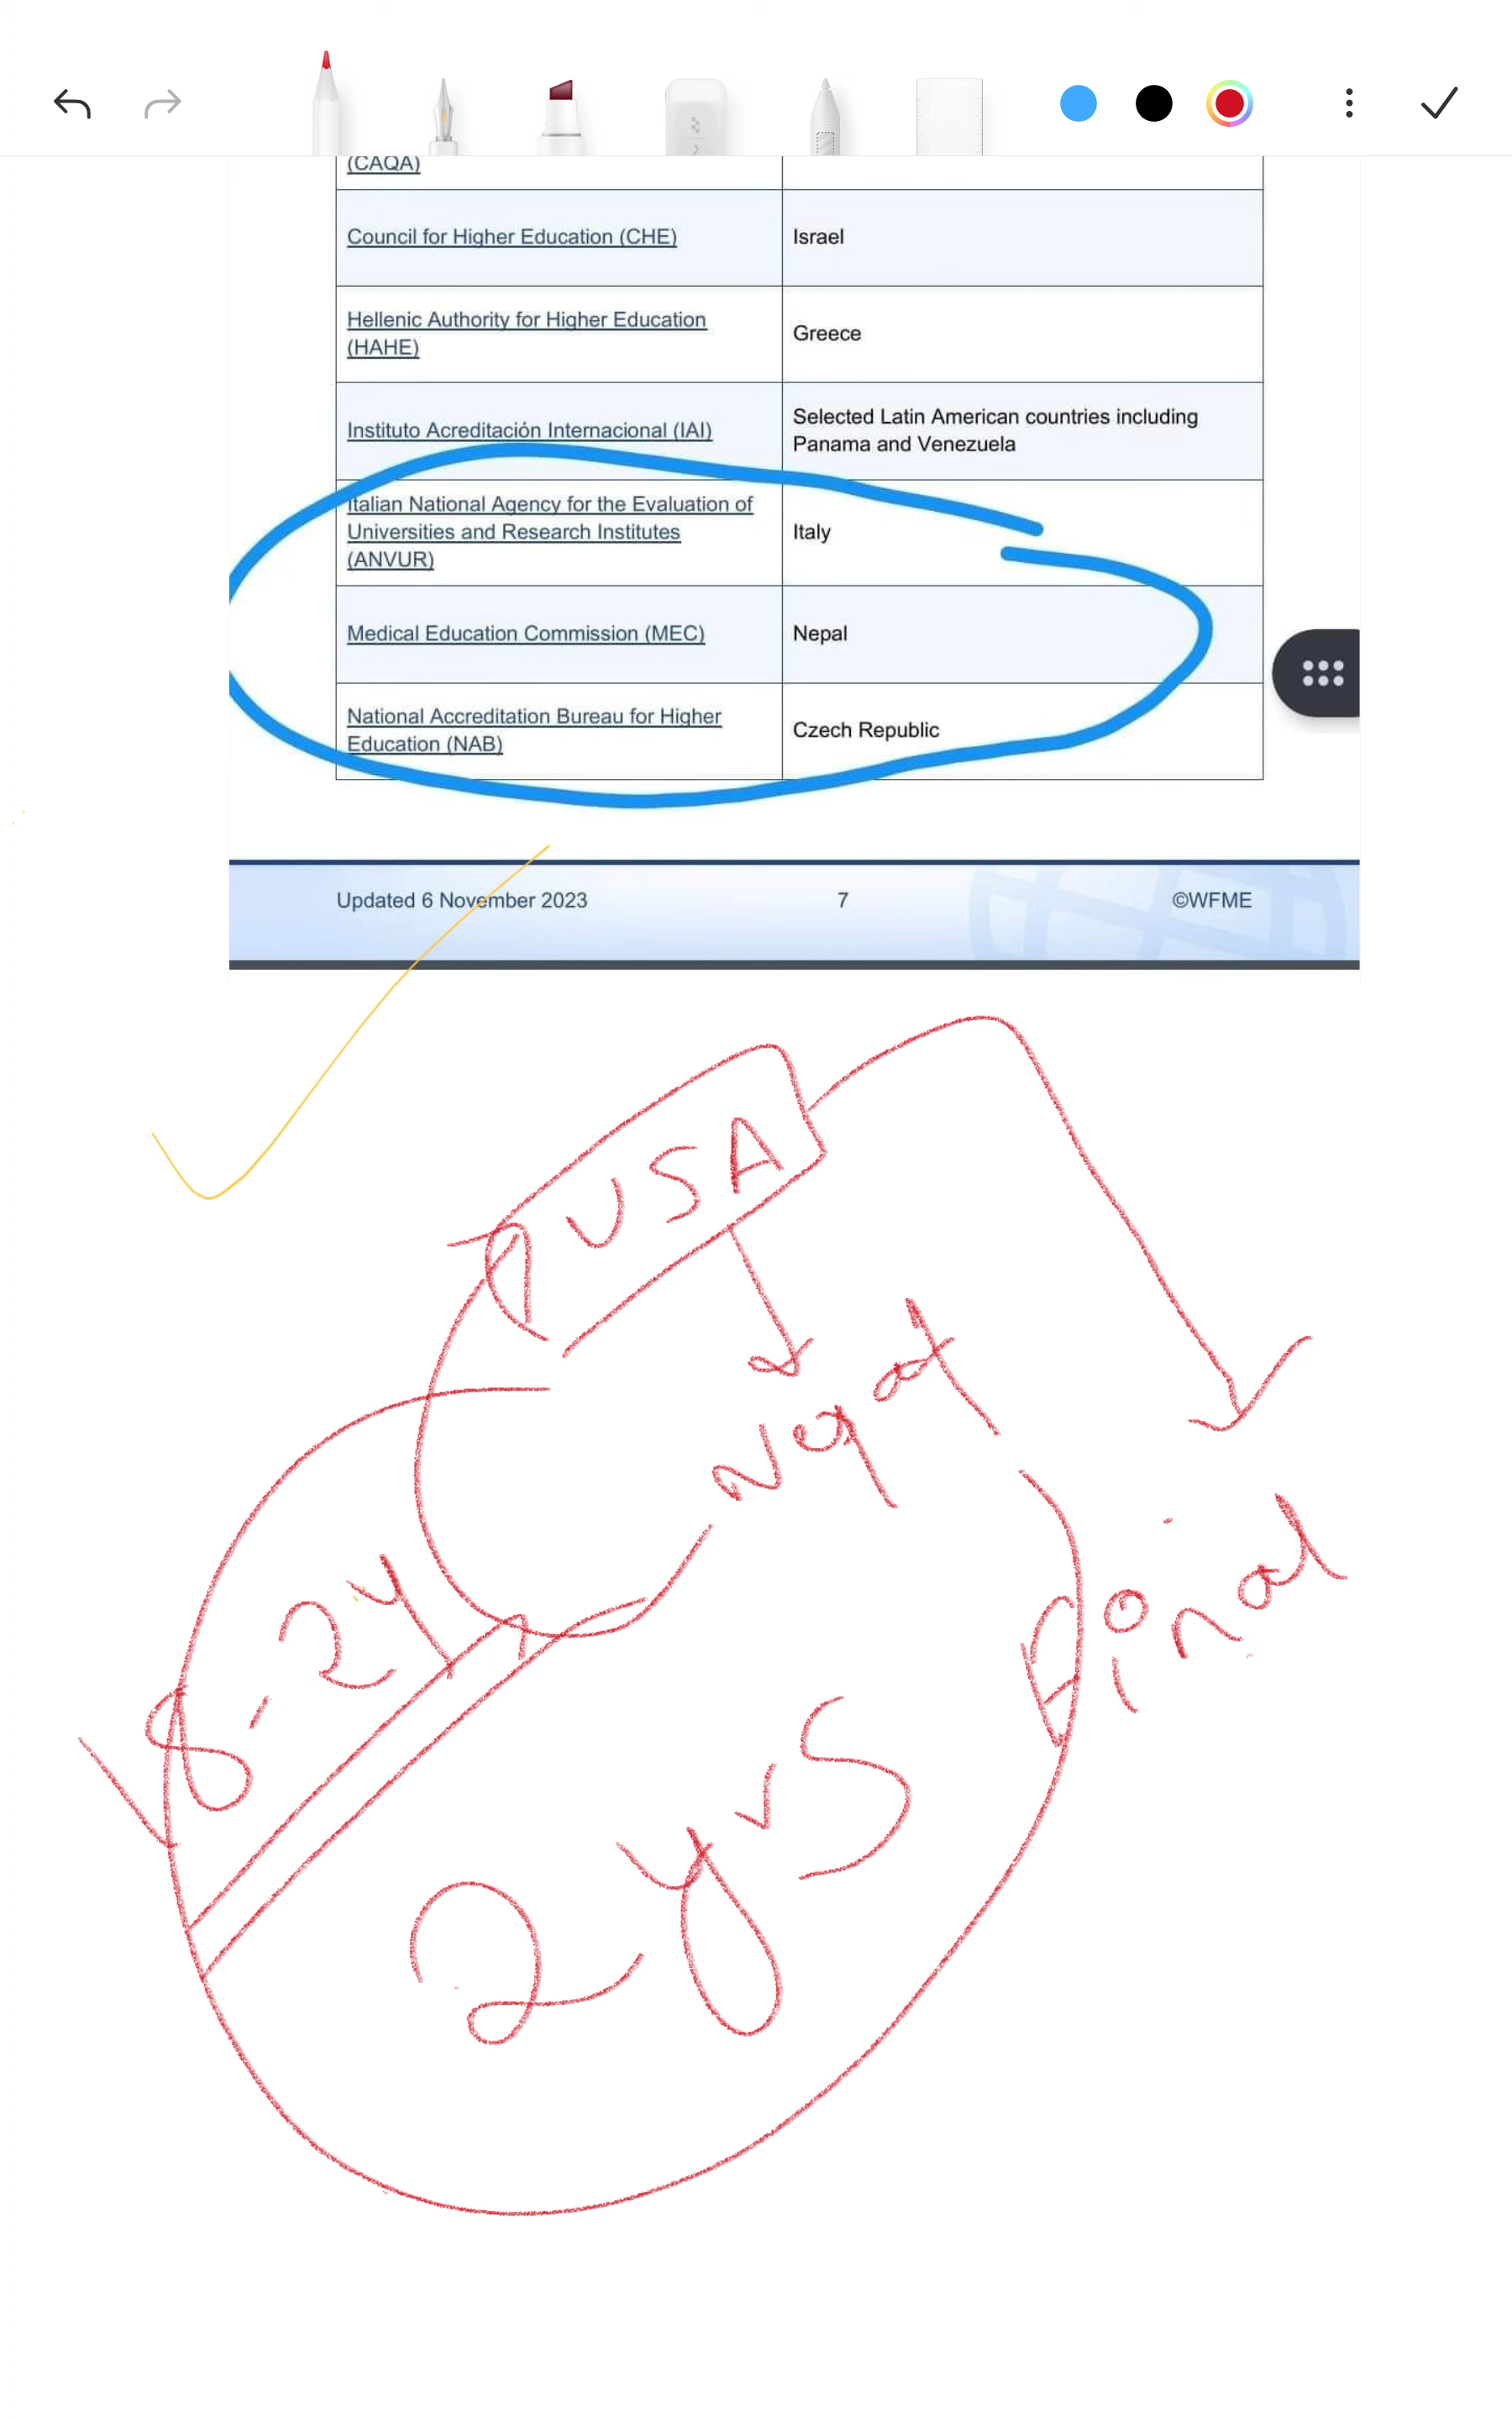 (CAQA)
Council for Higher Education (CHE) Israel
Hellenic Authority for Higher Education
(HAHE)
Greece
Instituto Acreditación Internacional (IAI)
Selected Latin American countries including
Panama and Venezuela
Italian National Agency for the Evaluation of
Universities and Research Institutes
(ANVUR)
Italy
Medical Education Commission (MEC) Nepal
National Accreditation Bureau for Higher
Education (NAB)
Czech Republic
Updated 6 November 2023 7 ©WFME
USA
18-24
2yrs